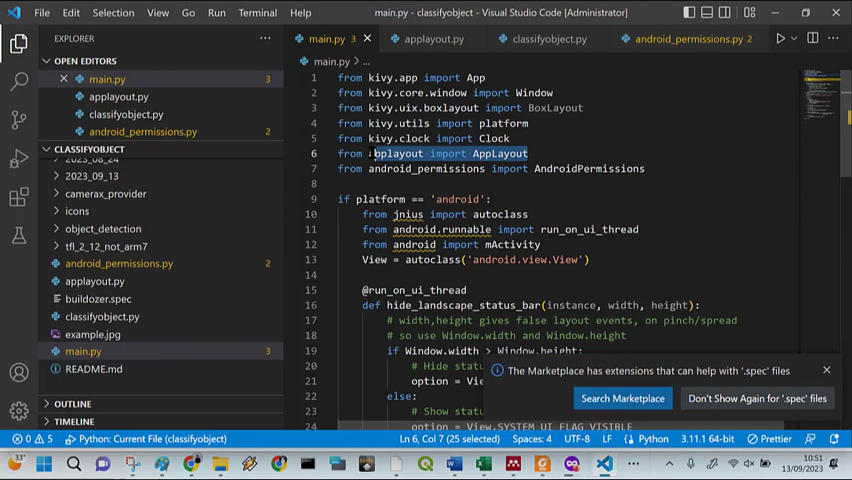 File Edit Selection View Go Run Terminal Help main.py - classifyobject - Visual Studio Code [Administrator]
EXPLORER
OPEN EDITORS
main.py 3
applayout.py
classifyobject.py
android_permissions.py 2
CLASSIFYOBJECT
2023_08_24
2023_09_13
camerax_provider
icons
object_detection
tfl_2_12_not_arm7
android_permissions.py 2
applayout.py
buildozer.spec
classifyobject.py
example.jpg
main.py 3
README.md
OUTLINE
TIMELINE
main.py 3 applayout.py classifyobject.py android_permissions.py 2
main.py > ...
1 from kivy.app import App
2 from kivy.core.window import Window
3 from kivy.uix.boxlayout import BoxLayout
4 from kivy.utils import platform
5 from kivy.clock import Clock
6 from applayout import AppLayout
7 from android_permissions import AndroidPermissions
8
9 if platform == 'android':
10 from jnius import autoclass
11 from android.runnable import run_on_ui_thread
12 from android import mActivity
13 View = autoclass('android.view.View')
14
15 @run_on_ui_thread
16 def hide_landscape_status_bar(instance, width, height):
17 # width,height gives false layout events, on pinch/spread
18 # so use Window.width and Window.height
19 if Window.width > Window.height:
20 # Hide statu
21 option = View
22 else:
23 # Show statu
24 option = View.SYSTEM_UI_FLAG_VISIBLE
The Marketplace has extensions that can help with '.spec' files
Search Marketplace Don't Show Again for '.spec' files
0 5 Python: Current File (classifyobject) Ln 6, Col 7 (25 selected) Spaces: 4 UTF-8 LF Python 3.11.1 64-bit Prettier
33° 10:51
13/09/2023